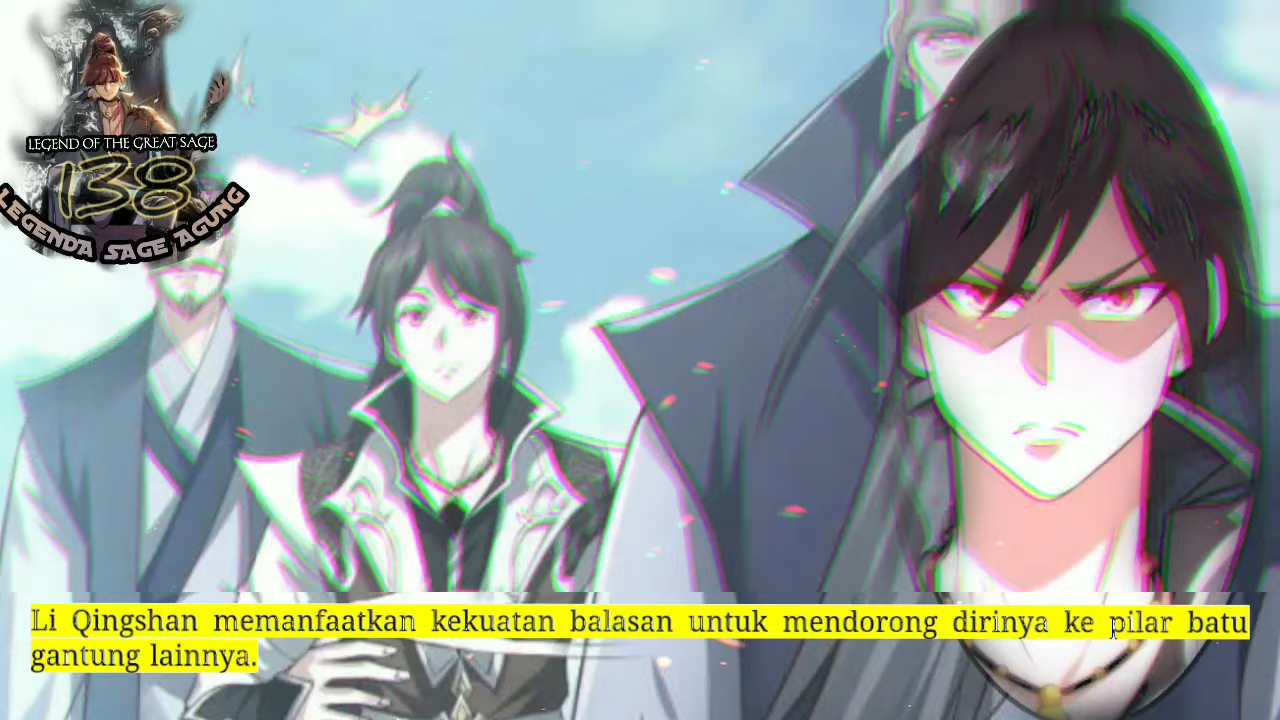 LEGEND OF THE GREAT SAGE
138
LEGENDA SAGE AGUNG
Li Qingshan memanfaatkan kekuatan balasan untuk mendorong dirinya ke pilar batu
gantung lainnya.